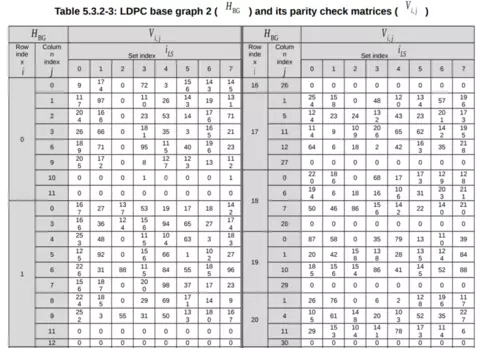 Table 5.3.2-3: LDPC base graph 2 ( H_BG ) and its parity check matrices ( V_i,j )
H_BG V_i,j H_BG V_i,j
Row index i Column index j Set index i_LS Row index i Column index j Set index i_LS
0 1 2 3 4 5 6 7 0 1 2 3 4 5 6 7
0 0 9 174 0 72 3 156 143 145 16 26 0 0 0 0 0 0 0 0
1 117 97 0 110 26 143 19 131 17 1 254 158 0 48 120 134 57 196
2 204 166 0 23 53 14 176 71 5 124 23 24 132 43 23 201 173
3 26 66 0 181 35 3 165 21 11 114 9 109 206 65 62 142 195
6 189 71 0 95 115 40 196 23 12 64 6 18 2 42 163 35 218
9 205 172 0 8 127 123 13 112 27 0 0 0 0 0 0 0 0
10 0 0 0 1 0 0 0 1 18 0 220 186 0 68 17 173 129 128
11 0 0 0 0 0 0 0 0 6 194 6 18 16 106 31 203 211
1 0 167 27 137 53 19 17 18 142 7 50 46 86 156 142 22 140 210
3 166 36 124 156 94 65 27 174 28 0 0 0 0 0 0 0 0
4 253 48 0 115 104 63 3 183 19 0 87 58 0 35 79 13 110 39
5 125 92 0 156 66 1 102 27 1 20 42 158 138 28 135 124 84
6 226 31 88 115 84 55 185 96 10 185 156 154 86 41 145 52 88
7 156 187 0 200 98 37 17 23 29 0 0 0 0 0 0 0 0
8 224 185 0 29 69 171 14 9 20 1 26 76 0 6 2 128 196 117
9 252 3 55 31 50 133 180 167 4 105 61 148 20 103 52 35 227
11 0 0 0 0 0 0 0 0 11 29 153 104 141 78 173 114 6
12 0 0 0 0 0 0 0 0 30 0 0 0 0 0 0 0 0